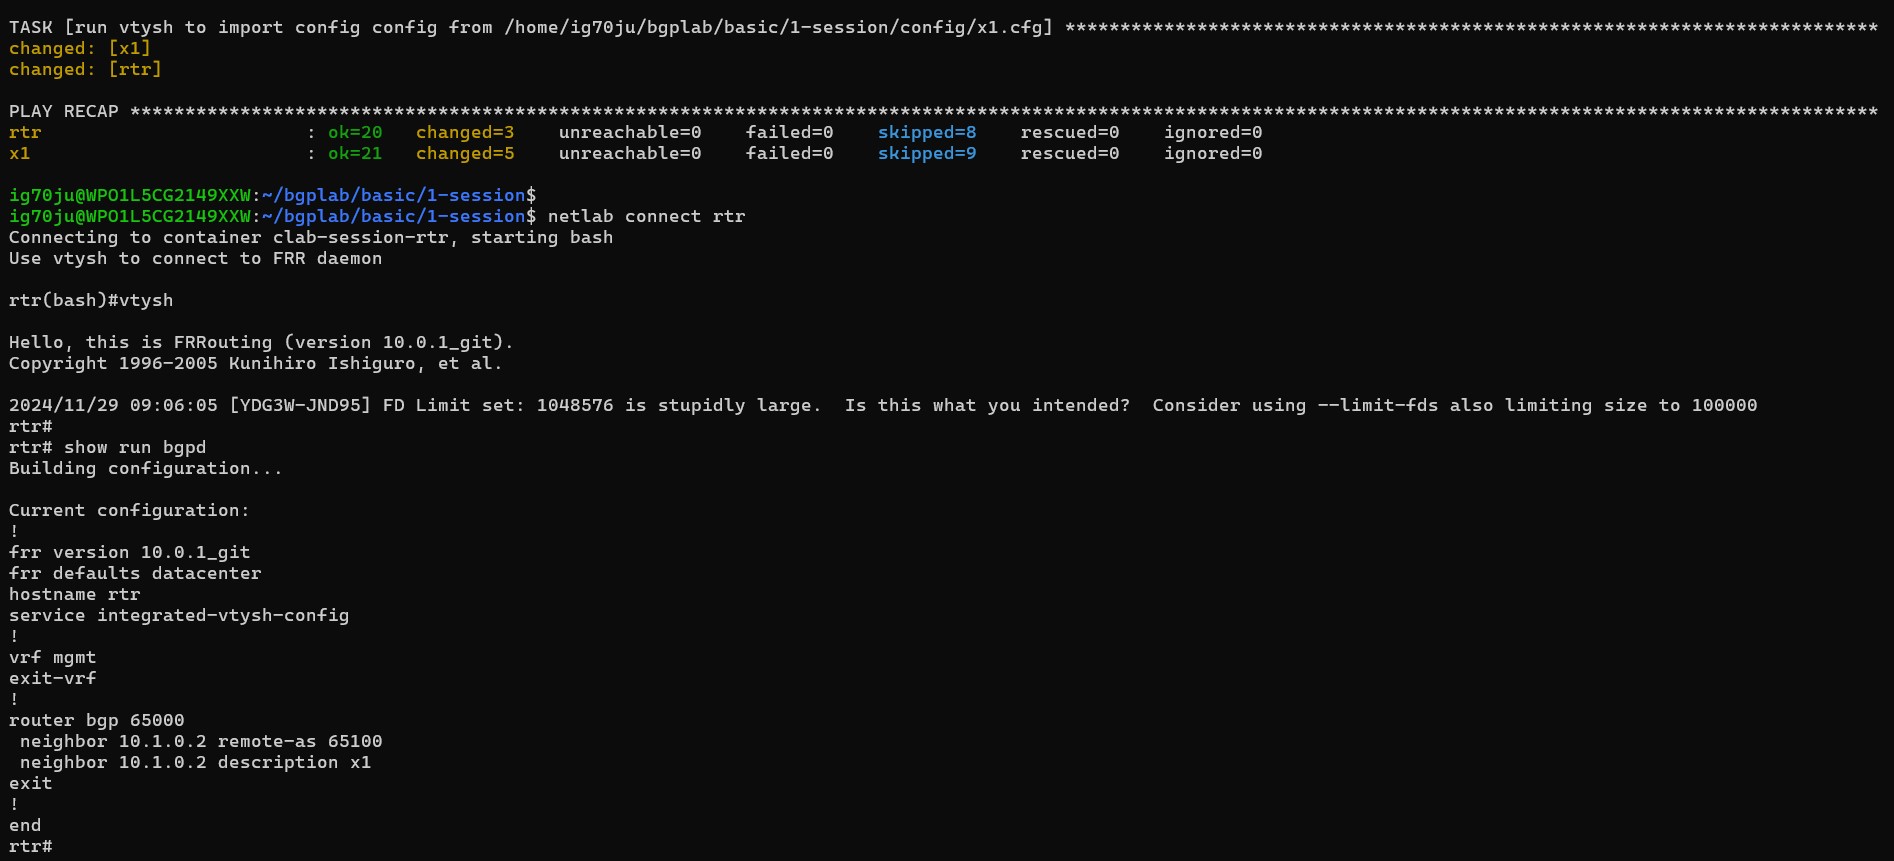 TASK [run vtysh to import config config from /home/ig70ju/bgplab/basic/1-session/config/x1.cfg] **************************************************************************
changed: [x1]
changed: [rtr]
PLAY RECAP ***************************************************************************************************************************************************************
rtr : ok=20 changed=3 unreachable=0 failed=0 skipped=8 rescued=0 ignored=0
x1 : ok=21 changed=5 unreachable=0 failed=0 skipped=9 rescued=0 ignored=0
ig70ju@WPO1L5CG2149XXW:~/bgplab/basic/1-session$
ig70ju@WPO1L5CG2149XXW:~/bgplab/basic/1-session$ netlab connect rtr
Connecting to container clab-session-rtr, starting bash
Use vtysh to connect to FRR daemon
rtr(bash)#vtysh
Hello, this is FRRouting (version 10.0.1_git).
Copyright 1996-2005 Kunihiro Ishiguro, et al.
2024/11/29 09:06:05 [YDG3W-JND95] FD Limit set: 1048576 is stupidly large.  Is this what you intended?  Consider using --limit-fds also limiting size to 100000
rtr#
rtr# show run bgpd
Building configuration...
Current configuration:
!
frr version 10.0.1_git
frr defaults datacenter
hostname rtr
service integrated-vtysh-config
!
vrf mgmt
exit-vrf
!
router bgp 65000
 neighbor 10.1.0.2 remote-as 65100
 neighbor 10.1.0.2 description x1
exit
!
end
rtr#